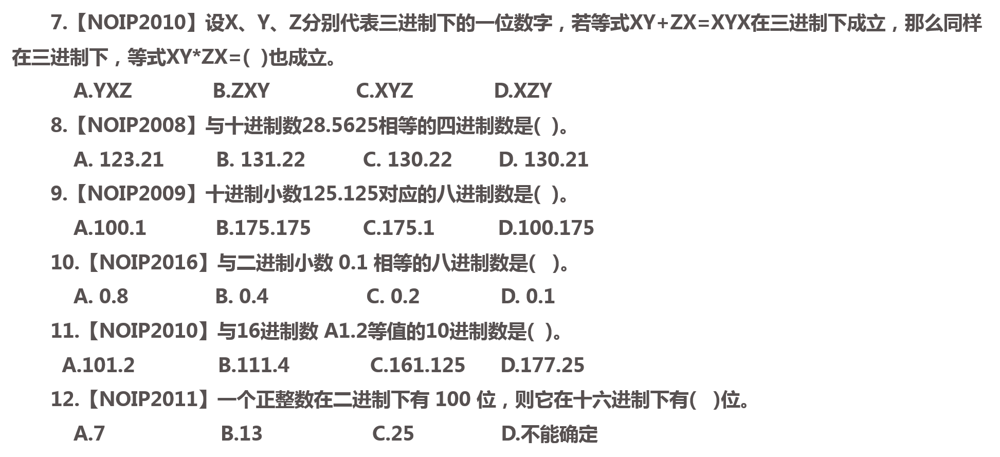 7.【NOIP2010】设X、Y、Z分别代表三进制下的一位数字，若等式XY+ZX=XYX在三进制下成立，那么同样
在三进制下，等式XY*ZX=( )也成立。
A.YXZ B.ZXY C.XYZ D.XZY
8.【NOIP2008】与十进制数28.5625相等的四进制数是( )。
A. 123.21 B. 131.22 C. 130.22 D. 130.21
9.【NOIP2009】十进制小数125.125对应的八进制数是( )。
A.100.1 B.175.175 C.175.1 D.100.175
10.【NOIP2016】与二进制小数 0.1 相等的八进制数是( )。
A. 0.8 B. 0.4 C. 0.2 D. 0.1
11.【NOIP2010】与16进制数 A1.2等值的10进制数是( )。
A.101.2 B.111.4 C.161.125 D.177.25
12.【NOIP2011】一个正整数在二进制下有 100 位，则它在十六进制下有( )位。
A.7 B.13 C.25 D.不能确定